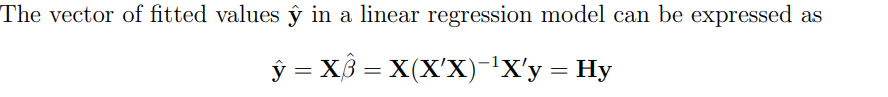 The vector of fitted values ŷ in a linear regression model can be expressed as
ŷ = Xβ̂ = X(X′X)⁻¹X′y = Hy